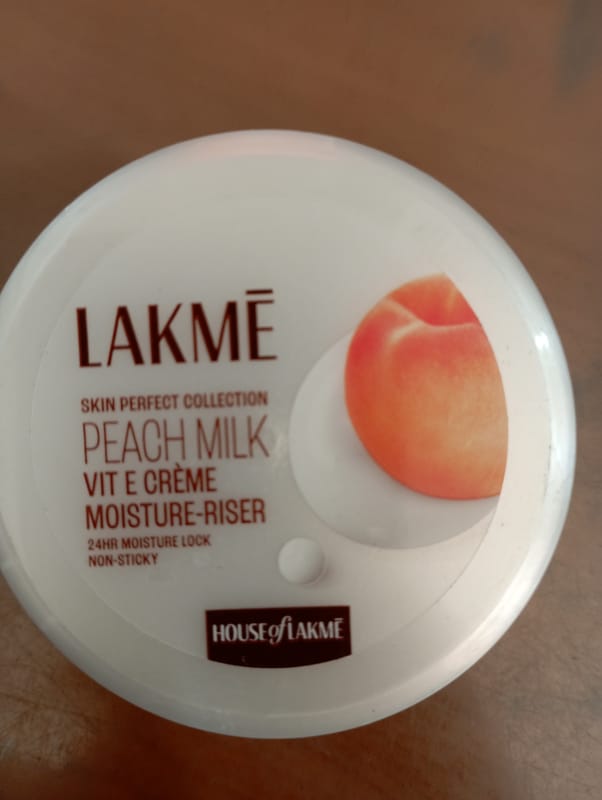 LAKMĒ
SKIN PERFECT COLLECTION
PEACH MILK
VIT E CRÈME
MOISTURE-RISER
24HR MOISTURE LOCK
NON-STICKY
HOUSE of LAKMĒ